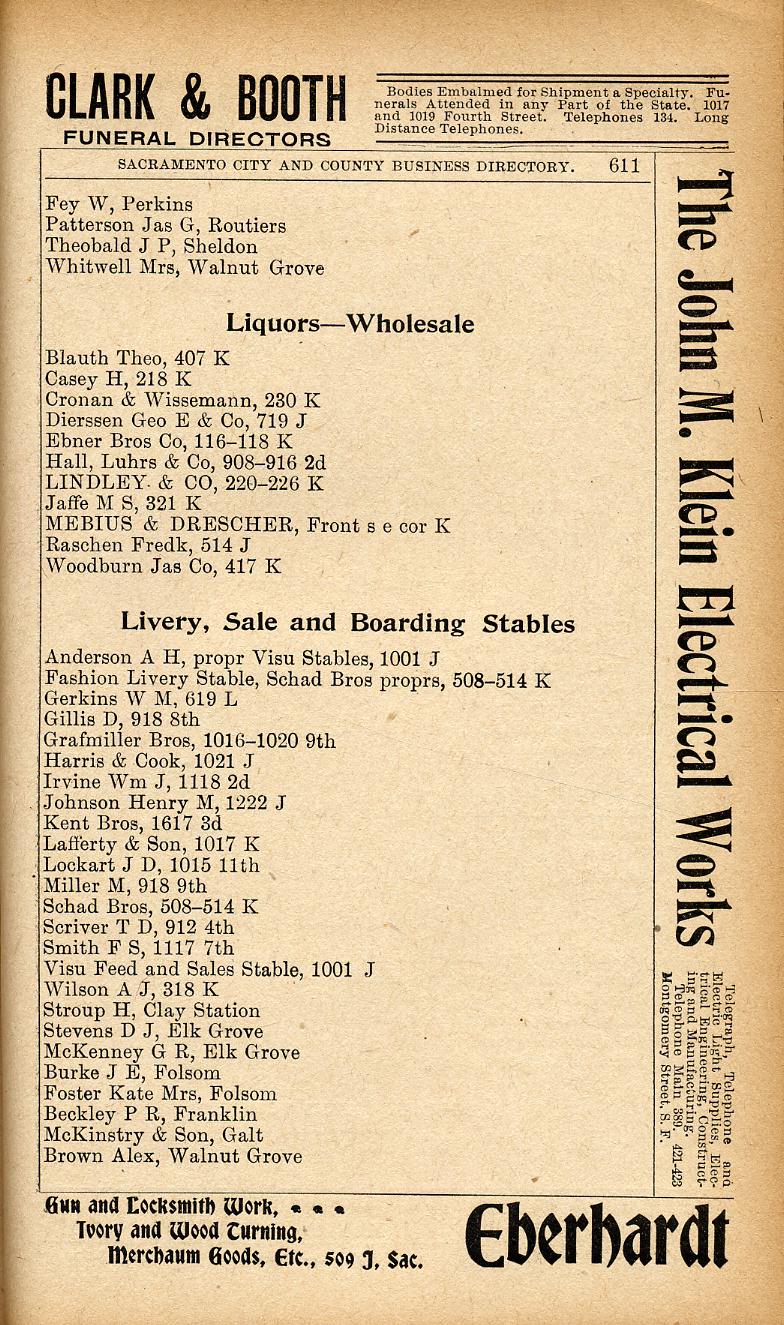 CLARK & BOOTH
FUNERAL DIRECTORS
Bodies Embalmed for Shipment a Specialty. Fu-
nerals Attended in any Part of the State. 1017
and 1019 Fourth Street. Telephones 134. Long
Distance Telephones.
SACRAMENTO CITY AND COUNTY BUSINESS DIRECTORY. 611
Fey W, Perkins
Patterson Jas G, Routiers
Theobald J P, Sheldon
Whitwell Mrs, Walnut Grove
Liquors—Wholesale
Blauth Theo, 407 K
Casey H, 218 K
Cronan & Wissemann, 230 K
Dierssen Geo E & Co, 719 J
Ebner Bros Co, 116–118 K
Hall, Luhrs & Co, 908–916 2d
LINDLEY & CO, 220–226 K
Jaffe M S, 321 K
MEBIUS & DRESCHER, Front s e cor K
Raschen Fredk, 514 J
Woodburn Jas Co, 417 K
Livery, Sale and Boarding Stables
Anderson A H, propr Visu Stables, 1001 J
Fashion Livery Stable, Schad Bros proprs, 508–514 K
Gerkins W M, 619 L
Gillis D, 918 8th
Grafmiller Bros, 1016–1020 9th
Harris & Cook, 1021 J
Irvine Wm J, 1118 2d
Johnson Henry M, 1222 J
Kent Bros, 1617 3d
Lafferty & Son, 1017 K
Lockart J D, 1015 11th
Miller M, 918 9th
Schad Bros, 508–514 K
Scriver T D, 912 4th
Smith F S, 1117 7th
Visu Feed and Sales Stable, 1001 J
Wilson A J, 318 K
Stroup H, Clay Station
Stevens D J, Elk Grove
McKenney G R, Elk Grove
Burke J E, Folsom
Foster Kate Mrs, Folsom
Beckley P R, Franklin
McKinstry & Son, Galt
Brown Alex, Walnut Grove
The John M. Klein Electrical Works
Telegraph, Telephone and
Electric Light Supplies, Elec-
trical Engineering, Construct-
ing and Manufacturing.
Telephone Main 389. 421-423
Montgomery Street, S. F.
Gun and Locksmith Work,
Ivory and Wood Turning,
Merchaum Goods, Etc., 509 J, Sac.
Eberhardt